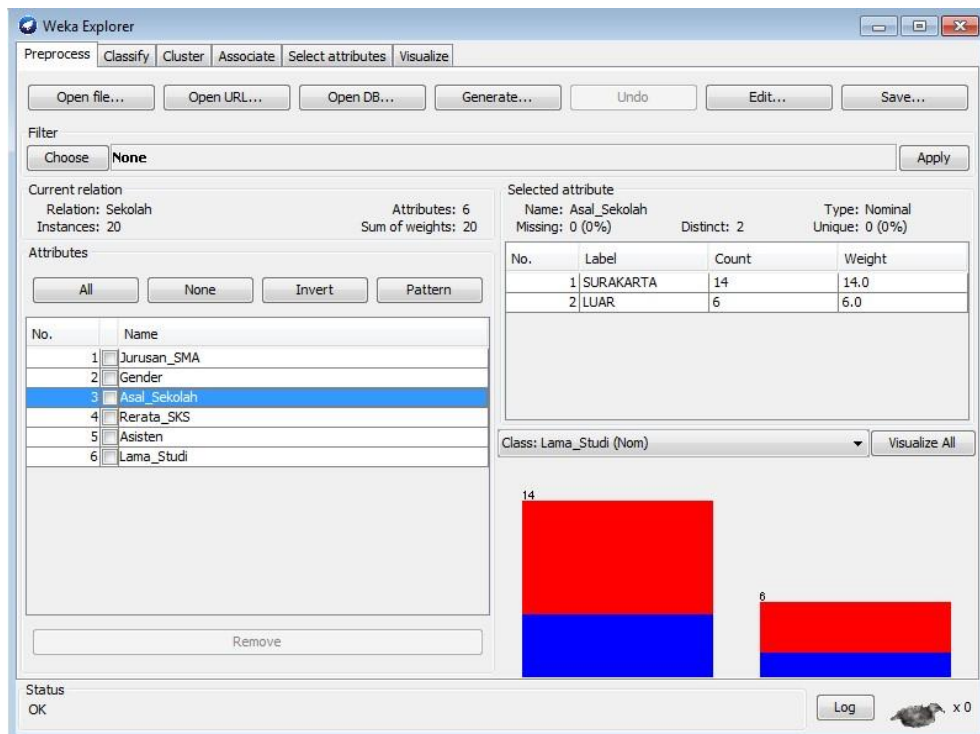 Weka Explorer
Preprocess Classify Cluster Associate Select attributes Visualize
Open file... Open URL... Open DB... Generate... Undo Edit... Save...
Filter
Choose None Apply
Current relation
Relation: Sekolah Attributes: 6
Instances: 20 Sum of weights: 20
Attributes
All None Invert Pattern
No. Name
1 Jurusan_SMA
2 Gender
3 Asal_Sekolah
4 Rerata_SKS
5 Asisten
6 Lama_Studi
Remove
Selected attribute
Name: Asal_Sekolah Type: Nominal
Missing: 0 (0%) Distinct: 2 Unique: 0 (0%)
No. Label Count Weight
1 SURAKARTA 14 14.0
2 LUAR 6 6.0
Class: Lama_Studi (Nom) Visualize All
14
6
Status
OK Log x 0